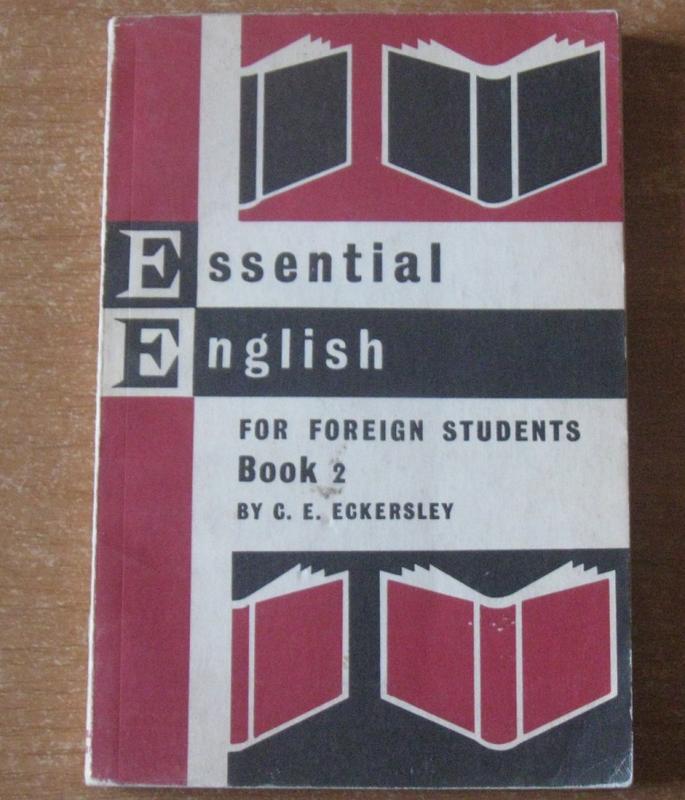 Essential
English
FOR FOREIGN STUDENTS
Book 2
BY C. E. ECKERSLEY